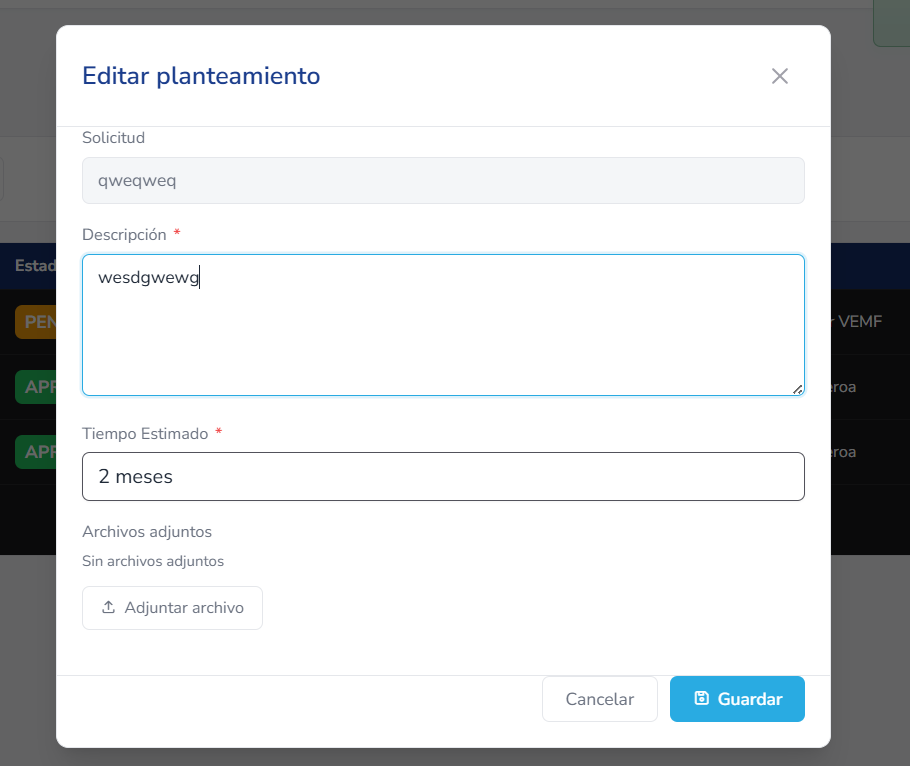 Editar planteamiento
Solicitud
qweqweq
Descripción *
wesdgwewg
Tiempo Estimado *
2 meses
Archivos adjuntos
Sin archivos adjuntos
Adjuntar archivo
Cancelar
Guardar
Estad
PEN
r VEMF
APR
eroa
APR
eroa